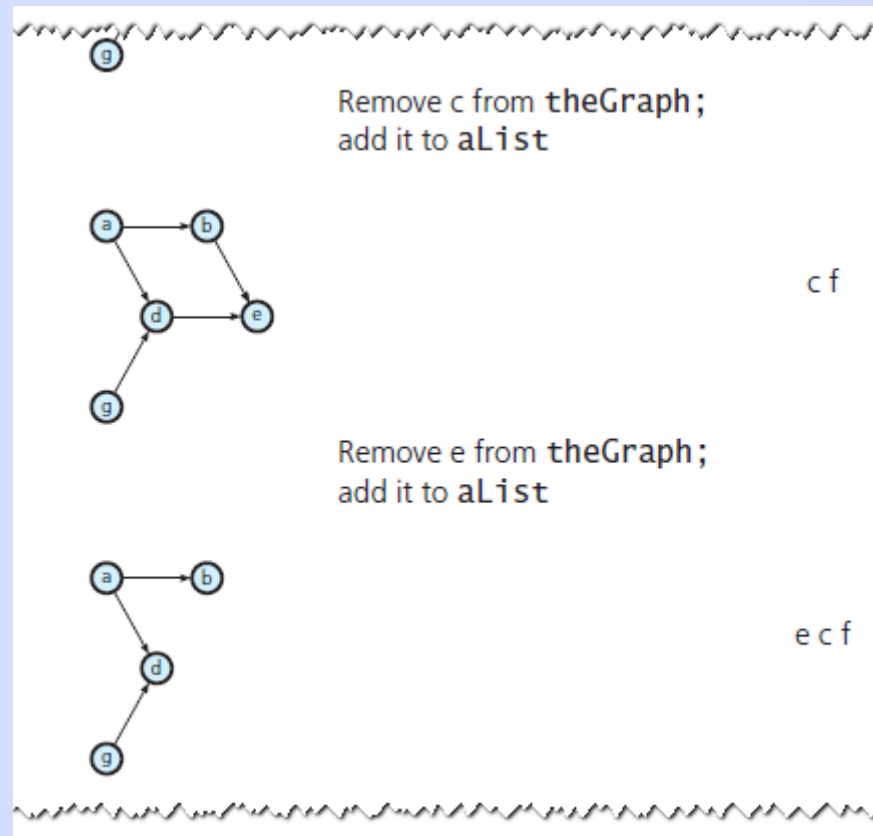 g
Remove c from theGraph;
add it to aList
a b
c f
d e
g
Remove e from theGraph;
add it to aList
a b
e c f
d
g